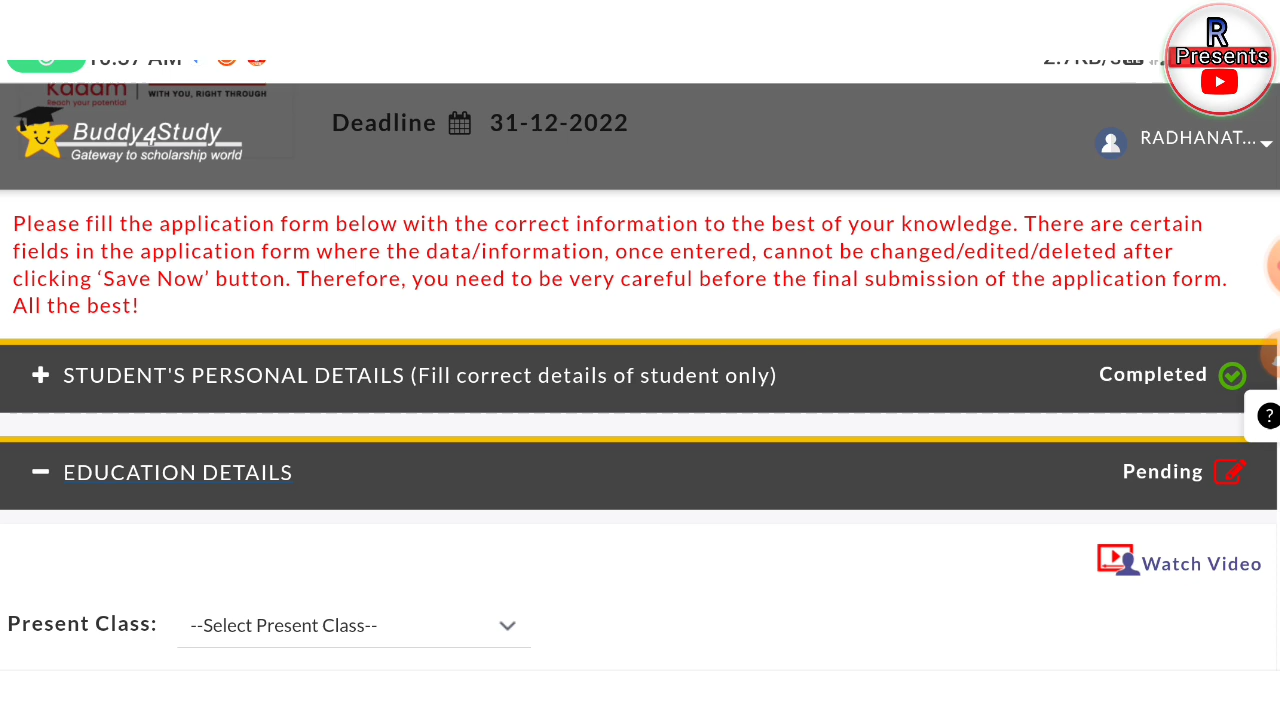 R
Presents
10:37 AM
Kadam
Reach your potential
WITH YOU, RIGHT THROUGH
Buddy4Study
Gateway to scholarship world
Deadline 31-12-2022
RADHANAT...
Please fill the application form below with the correct information to the best of your knowledge. There are certain
fields in the application form where the data/information, once entered, cannot be changed/edited/deleted after
clicking ‘Save Now’ button. Therefore, you need to be very careful before the final submission of the application form.
All the best!
STUDENT'S PERSONAL DETAILS (Fill correct details of student only)
Completed
?
EDUCATION DETAILS
Pending
Watch Video
Present Class: --Select Present Class--